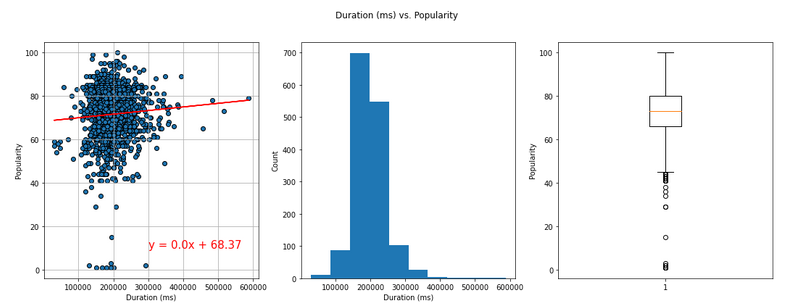 Duration (ms) vs. Popularity
Popularity
100
80
60
40
20
0
y = 0.0x + 68.37
100000 200000 300000 400000 500000 600000
Duration (ms)
Count
700
600
500
400
300
200
100
0
100000 200000 300000 400000 500000 600000
Duration (ms)
Popularity
100
80
60
40
20
0
1